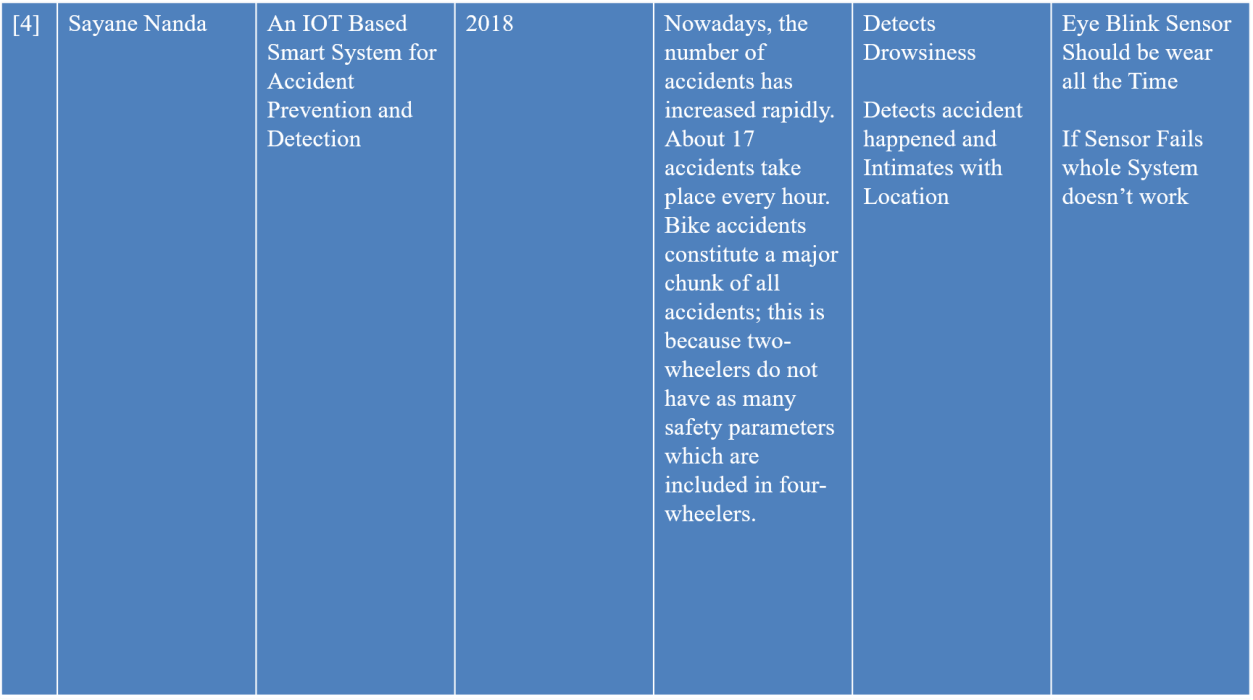 [4]
Sayane Nanda
An IOT Based
Smart System for
Accident
Prevention and
Detection
2018
Nowadays, the
number of
accidents has
increased rapidly.
About 17
accidents take
place every hour.
Bike accidents
constitute a major
chunk of all
accidents; this is
because two-
wheelers do not
have as many
safety parameters
which are
included in four-
wheelers.
Detects
Drowsiness
Detects accident
happened and
Intimates with
Location
Eye Blink Sensor
Should be wear
all the Time
If Sensor Fails
whole System
doesn’t work